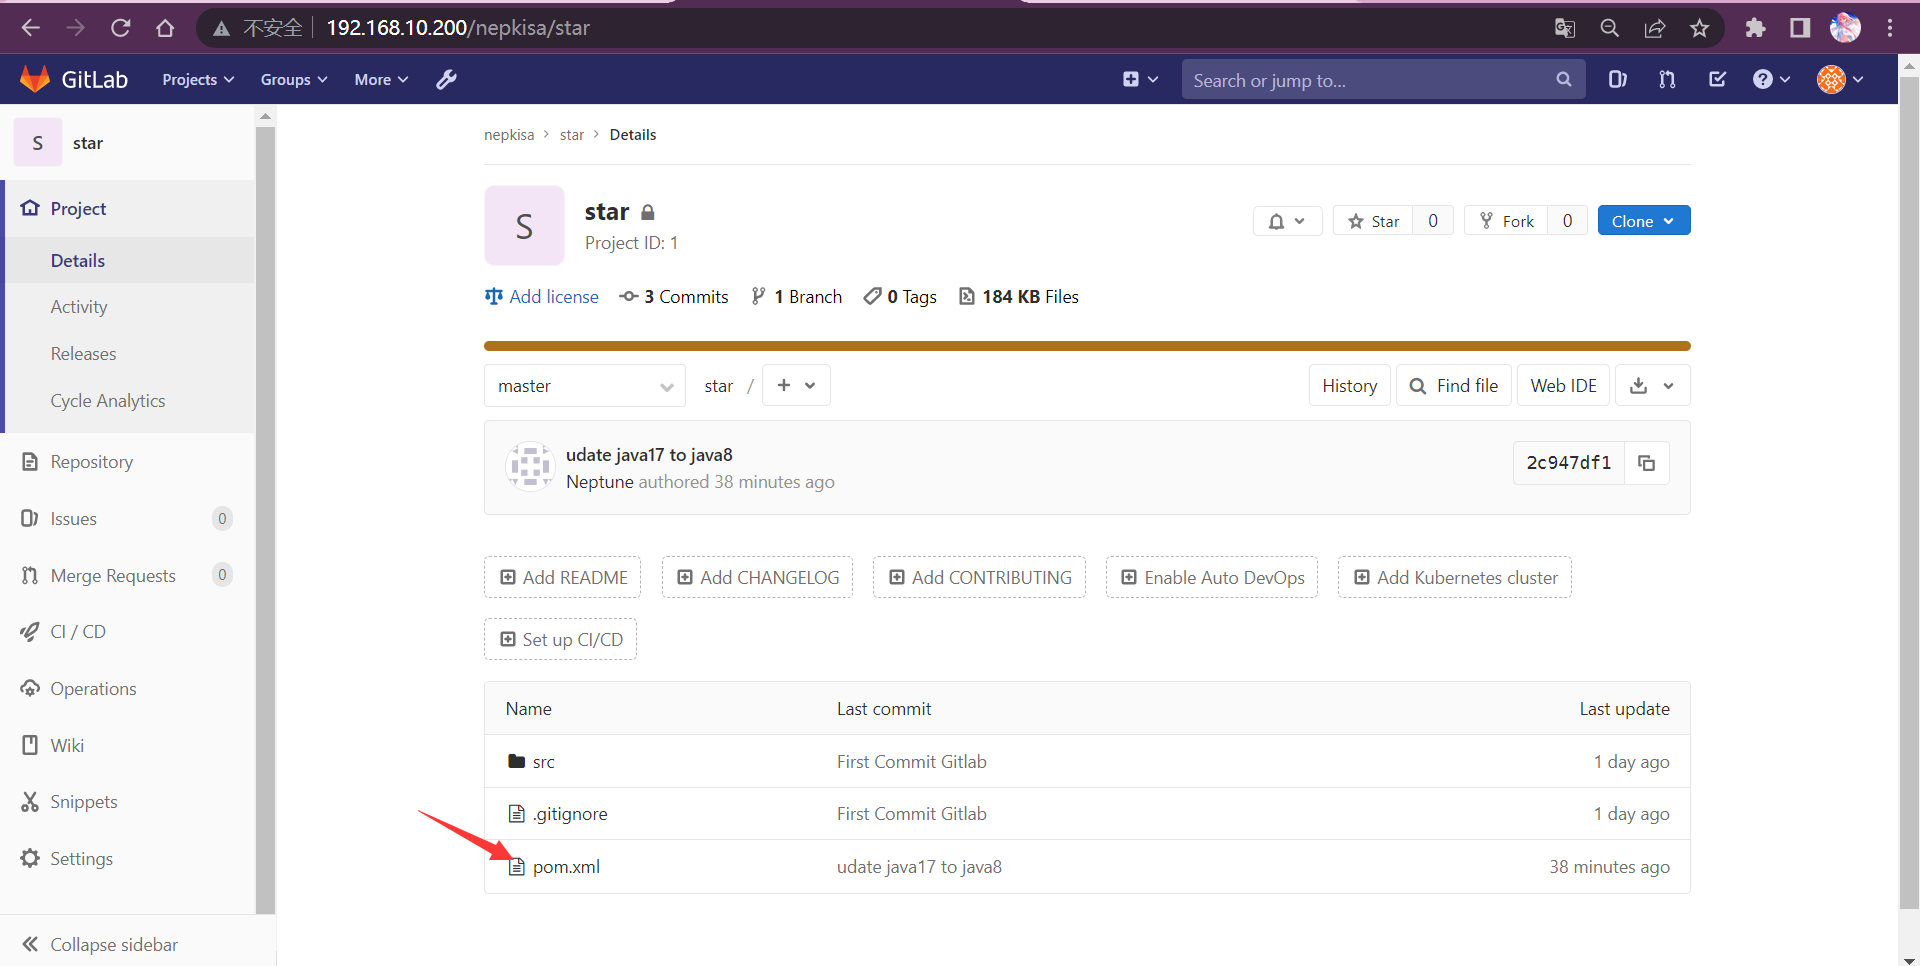 不安全 192.168.10.200/nepkisa/star
GitLab Projects Groups More Search or jump to...
S star
Project
Details
Activity
Releases
Cycle Analytics
Repository
Issues 0
Merge Requests 0
CI / CD
Operations
Wiki
Snippets
Settings
Collapse sidebar
nepkisa > star > Details
S
star
Project ID: 1
Star 0 Fork 0 Clone
Add license 3 Commits 1 Branch 0 Tags 184 KB Files
master star / + History Find file Web IDE
udate java17 to java8
Neptune authored 38 minutes ago
2c947df1
Add README Add CHANGELOG Add CONTRIBUTING Enable Auto DevOps Add Kubernetes cluster
Set up CI/CD
Name Last commit Last update
src First Commit Gitlab 1 day ago
.gitignore First Commit Gitlab 1 day ago
pom.xml udate java17 to java8 38 minutes ago